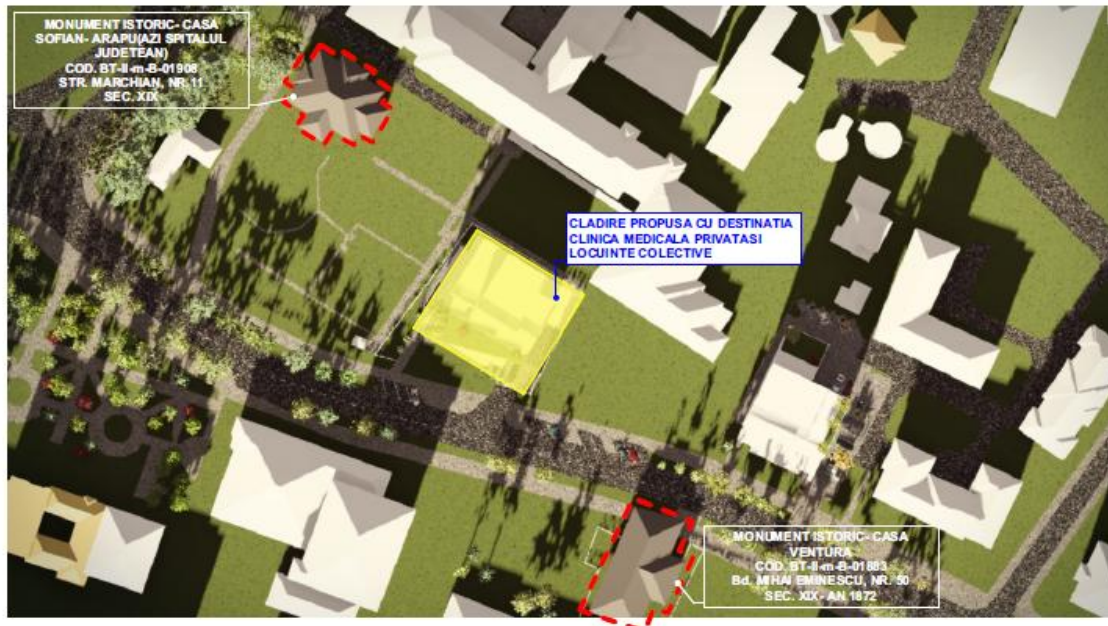 MONUMENT ISTORIC- CASA
SOFIAN- ARAPU(AZI SPITALUL
JUDETEAN)
COD. BT-II-m-B-01908
STR. MARCHIAN, NR. 11
SEC. XIX
CLADIRE PROPUSA CU DESTINATIA
CLINICA MEDICALA PRIVATASI
LOCUINTE COLECTIVE
MONUMENT ISTORIC- CASA
VENTURA
COD. BT-II-m-B-01883
Bd. MIHAI EMINESCU, NR. 50
SEC. XIX- AN 1872